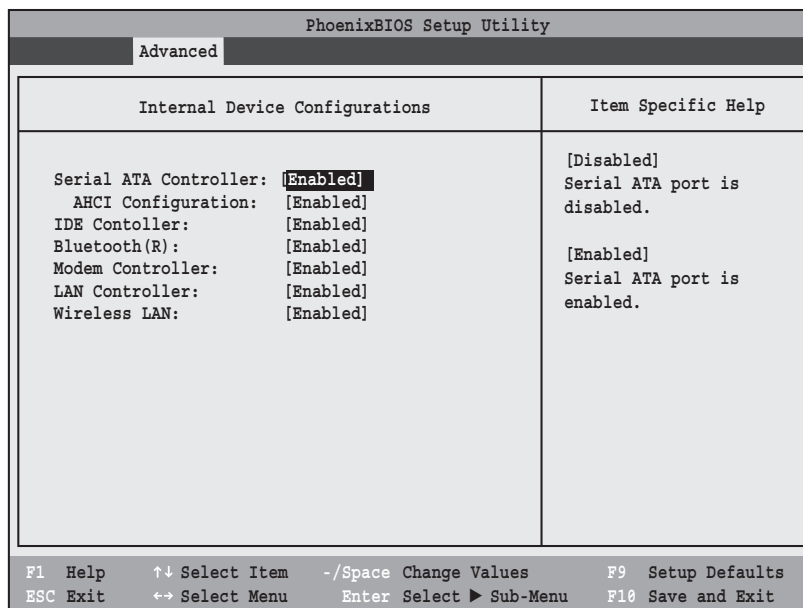 PhoenixBIOS Setup Utility
Advanced
Internal Device Configurations
Item Specific Help
Serial ATA Controller: [Enabled]
AHCI Configuration: [Enabled]
IDE Contoller: [Enabled]
Bluetooth(R): [Enabled]
Modem Controller: [Enabled]
LAN Controller: [Enabled]
Wireless LAN: [Enabled]
[Disabled]
Serial ATA port is
disabled.
[Enabled]
Serial ATA port is
enabled.
F1 Help ↑↓ Select Item -/Space Change Values F9 Setup Defaults
ESC Exit ←→ Select Menu Enter Select ▶ Sub-Menu F10 Save and Exit